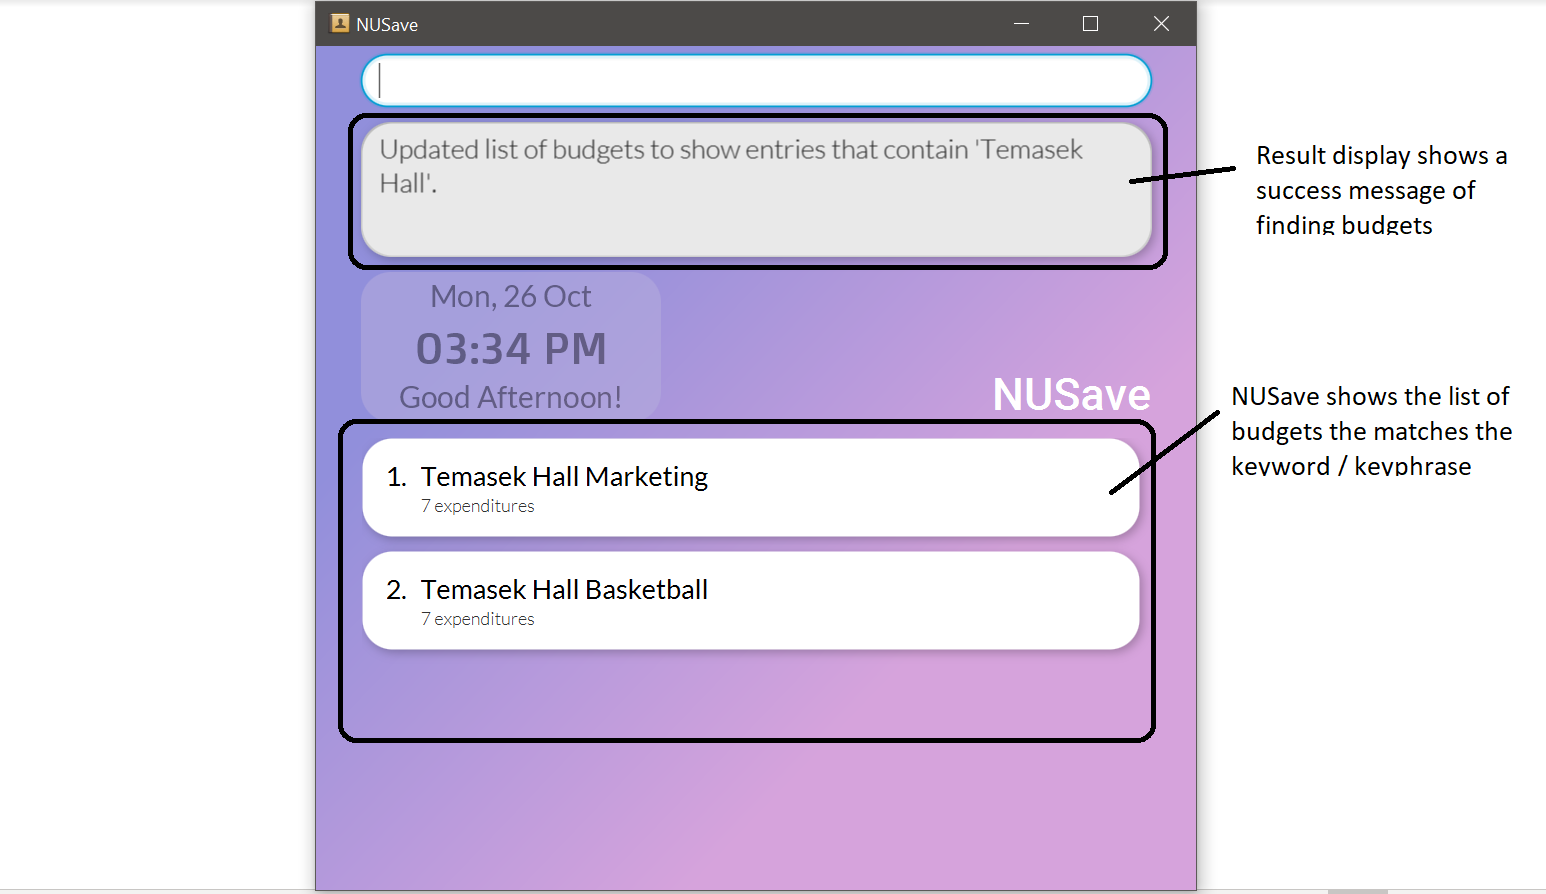 NUSave
Updated list of budgets to show entries that contain 'Temasek
Hall'.
Result display shows a
success message of
finding budgets
Mon, 26 Oct
03:34 PM
Good Afternoon!
NUSave
NUSave shows the list of
budgets the matches the
keyword / keyphrase
1. Temasek Hall Marketing
7 expenditures
2. Temasek Hall Basketball
7 expenditures